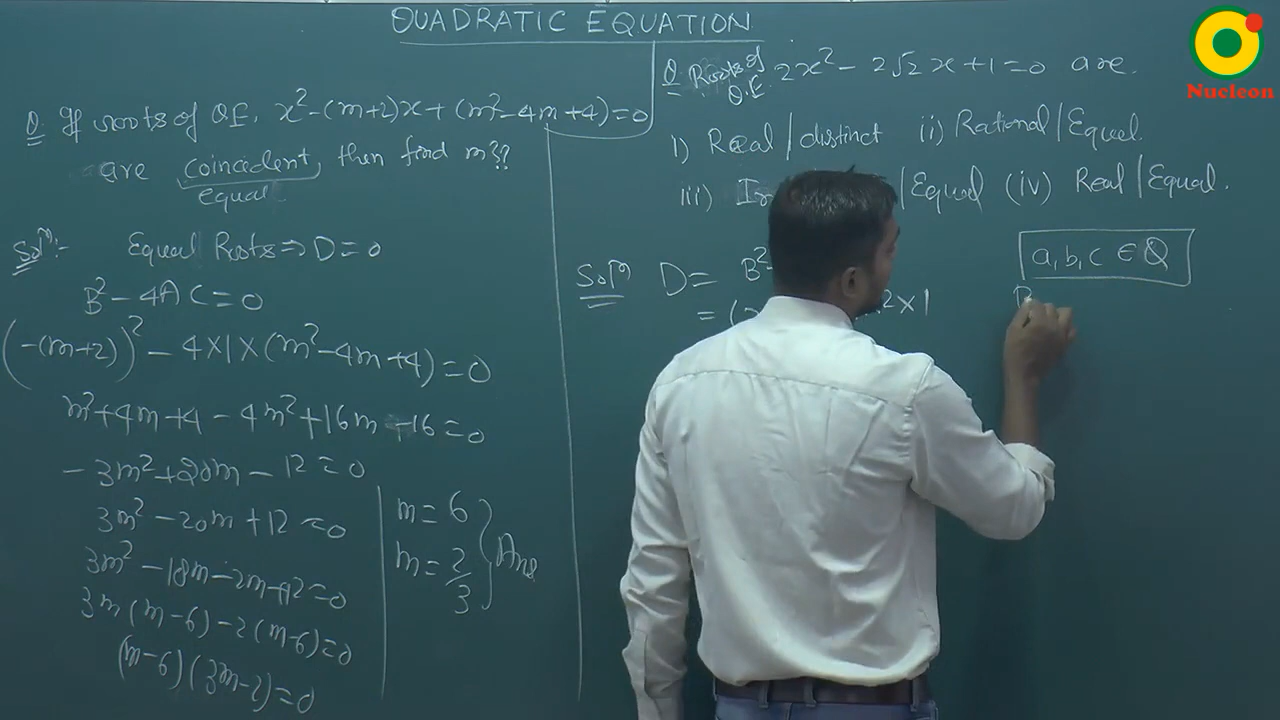 QUADRATIC EQUATION
Q If roots of Q.E. x² - (m+2)x + (m² - 4m + 4) = 0
are coincident, then find m??
equal
Solⁿ:- Equal Roots ⇒ D = 0
B² - 4AC = 0
(-(m+2))² - 4×1×(m² - 4m + 4) = 0
m² + 4m + 4 - 4m² + 16m - 16 = 0
- 3m² + 20m - 12 = 0
3m² - 20m + 12 = 0
3m² - 18m - 2m + 12 = 0
3m(m-6) - 2(m-6) = 0
(m-6)(3m-2) = 0
m = 6
m = 2/3
Ans
Q Roots of Q.E. 2x² - 2√2x + 1 = 0 are.
i) Real/distinct ii) Rational/Equal
iii) /Equal (iv) Real/Equal.
Solⁿ D = B²
= ( 2×1
a, b, c ∈ Q
Nucleon